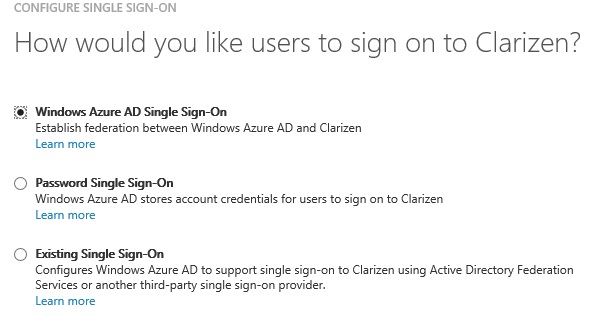 CONFIGURE SINGLE SIGN-ON
How would you like users to sign on to Clarizen?
Windows Azure AD Single Sign-On
Establish federation between Windows Azure AD and Clarizen
Learn more
Password Single Sign-On
Windows Azure AD stores account credentials for users to sign on to Clarizen
Learn more
Existing Single Sign-On
Configures Windows Azure AD to support single sign-on to Clarizen using Active Directory Federation
Services or another third-party single sign-on provider.
Learn more